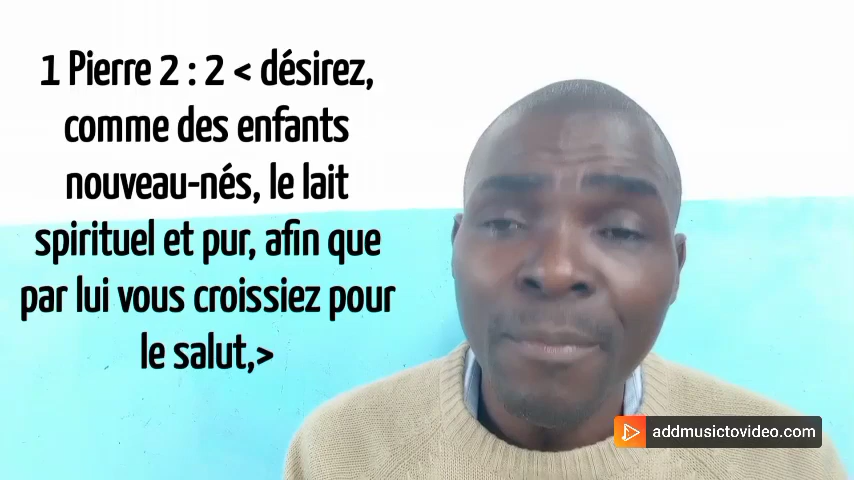 1 Pierre 2 : 2 < désirez,
comme des enfants
nouveau-nés, le lait
spirituel et pur, afin que
par lui vous croissiez pour
le salut,>
addmusictovideo.com